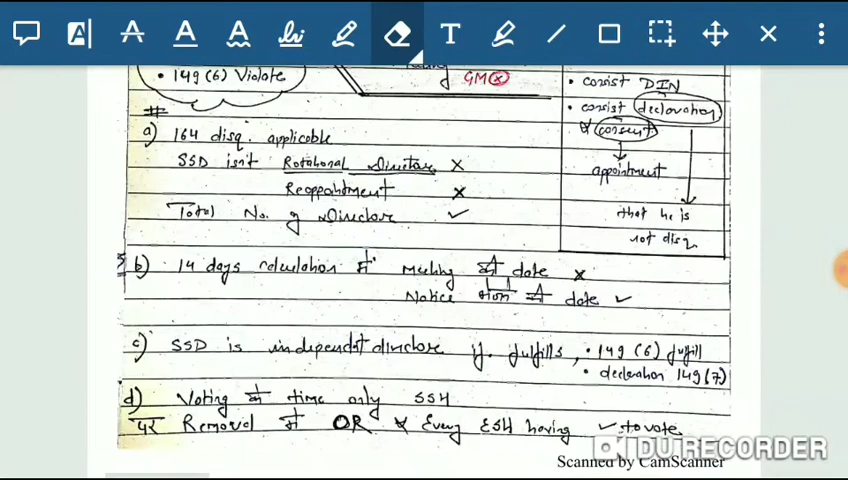 • 149 (6) Violate
GM(x)
• consist DIN
• consist declaration
& consent
appointment
that he is
not disq
#
a) 164 disq. applicable
SSD isn't Rotational Director ×
Reappointment ×
Total No. of Directors ✓
b) 14 days calculation में Meeting की date ×
Notice की date ✓
c) SSD is independent director if fulfills, • 149 (6) fulfill
• declaration 149(7)
d) Voting के time only SSH
पर Removal में OR & Every ESH having ✓ to vote
DU RECORDER
Scanned by CamScanner